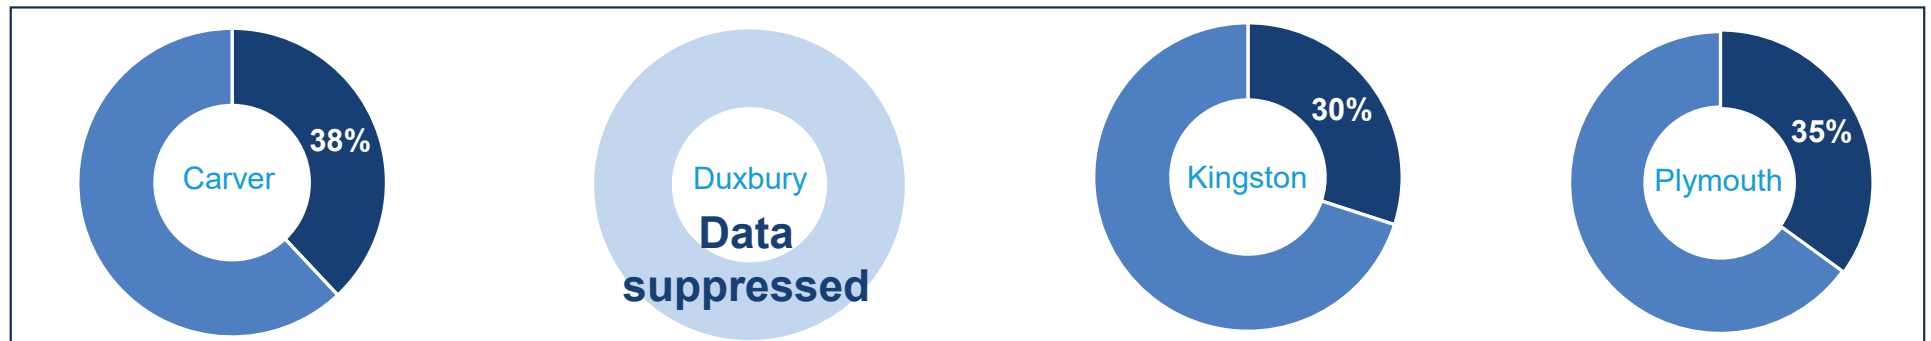 38%
Carver
Duxbury
Data
suppressed
30%
Kingston
35%
Plymouth